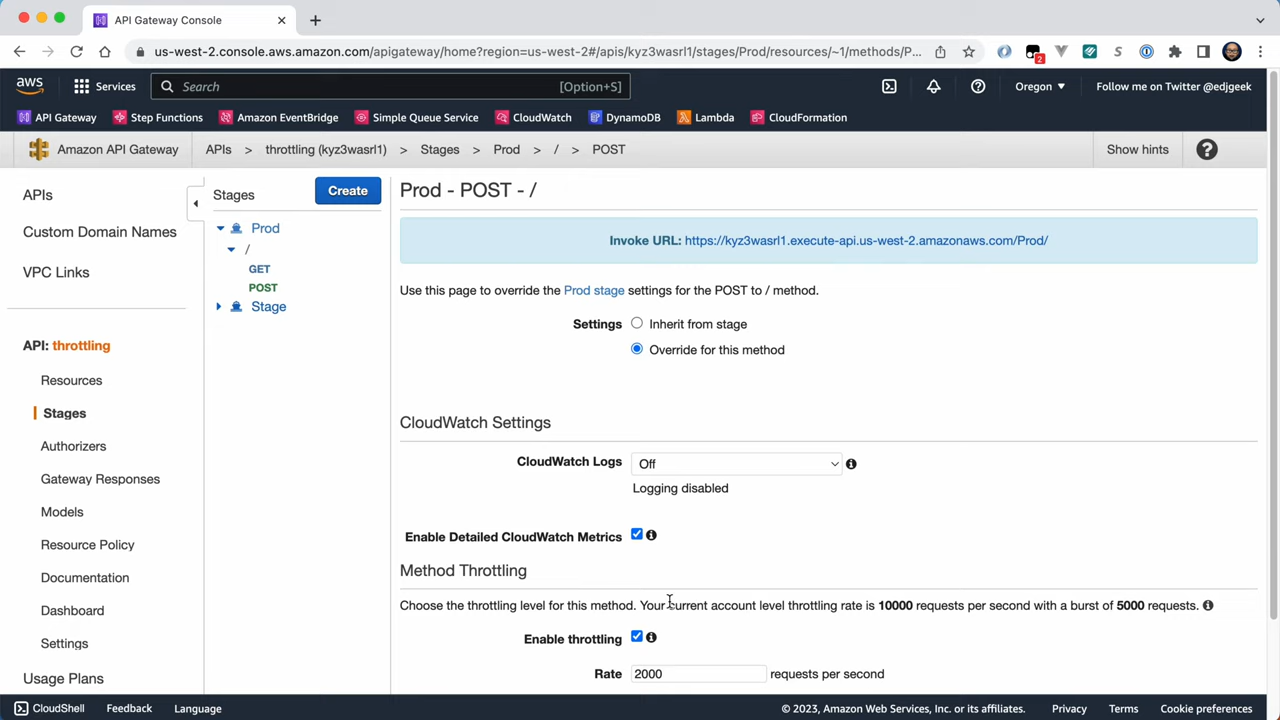 API Gateway Console
us-west-2.console.aws.amazon.com/apigateway/home?region=us-west-2#/apis/kyz3wasrl1/stages/Prod/resources/~1/methods/P...
2
aws
Services
Search
[Option+S]
Oregon
Follow me on Twitter @edjgeek
API Gateway
Step Functions
Amazon EventBridge
Simple Queue Service
CloudWatch
DynamoDB
Lambda
CloudFormation
Amazon API Gateway
APIs > throttling (kyz3wasrl1) > Stages > Prod > / > POST
Show hints
APIs
Custom Domain Names
VPC Links
API: throttling
Resources
Stages
Authorizers
Gateway Responses
Models
Resource Policy
Documentation
Dashboard
Settings
Usage Plans
Stages
Create
Prod
/
GET
POST
Stage
Prod - POST - /
Invoke URL: https://kyz3wasrl1.execute-api.us-west-2.amazonaws.com/Prod/
Use this page to override the Prod stage settings for the POST to / method.
Settings
Inherit from stage
Override for this method
CloudWatch Settings
CloudWatch Logs
Off
Logging disabled
Enable Detailed CloudWatch Metrics
Method Throttling
Choose the throttling level for this method. Your current account level throttling rate is 10000 requests per second with a burst of 5000 requests.
Enable throttling
Rate 2000 requests per second
CloudShell
Feedback
Language
© 2023, Amazon Web Services, Inc. or its affiliates.
Privacy
Terms
Cookie preferences